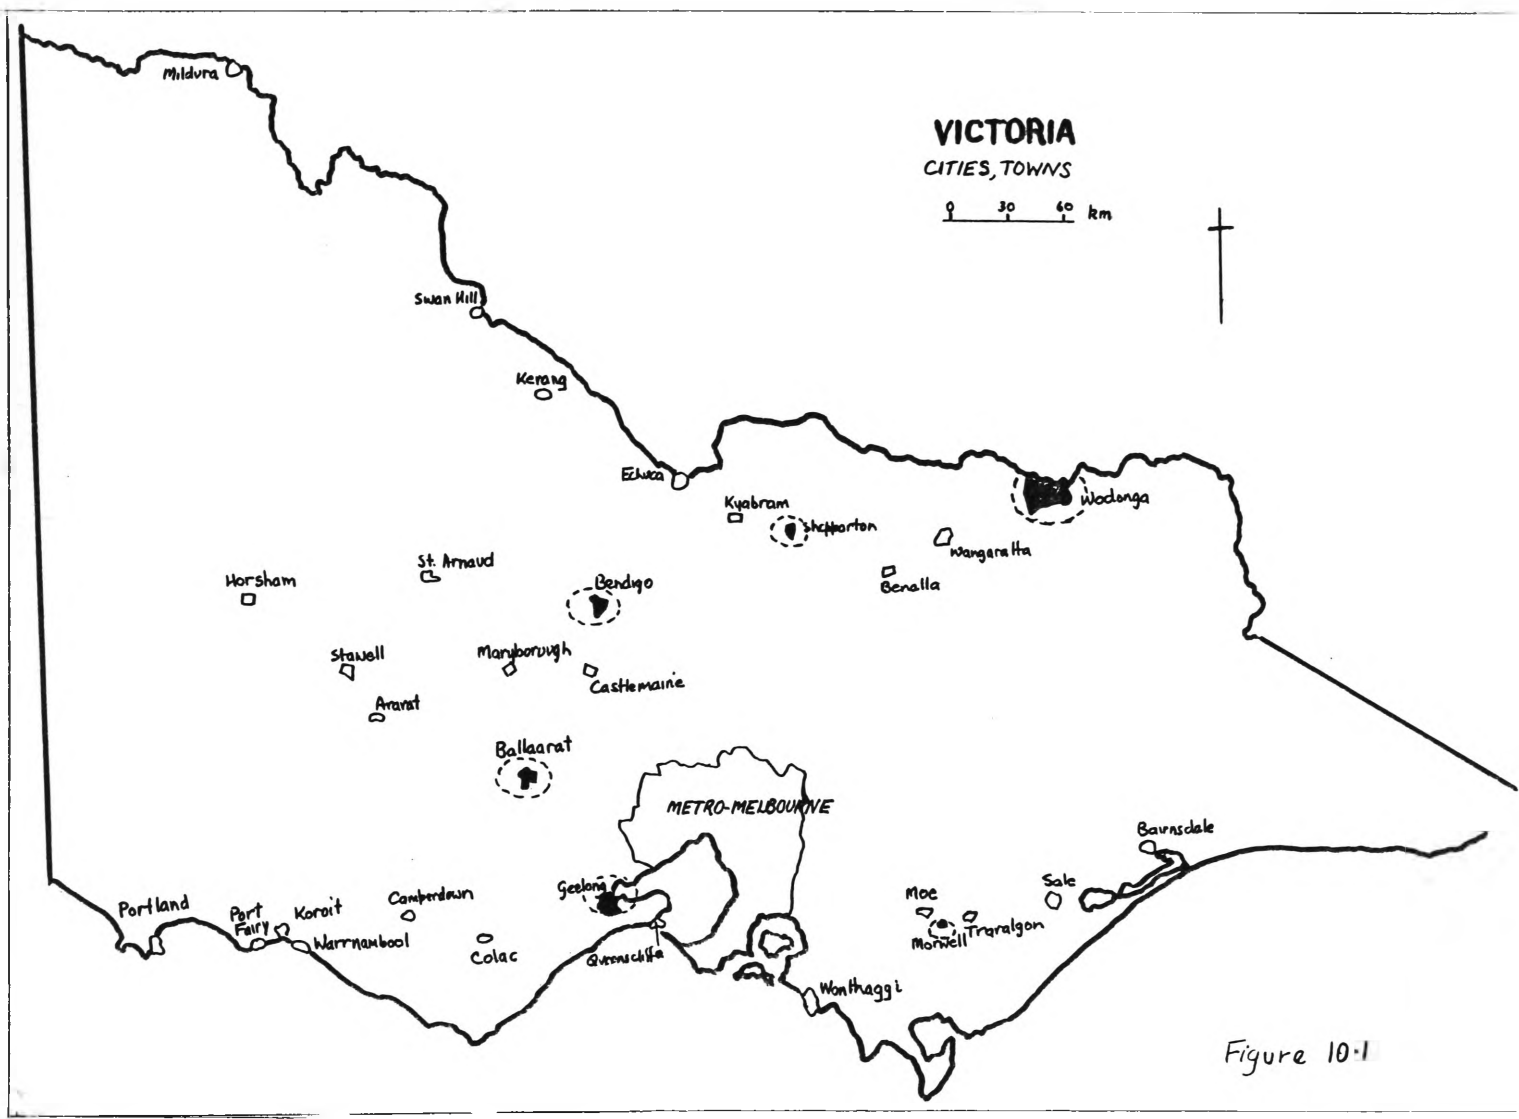 Mildura
VICTORIA
CITIES, TOWNS
0 30 60 km
Swan Hill
Kerang
Echuca
Kyabram
Shepparton
Wodonga
Wangaratta
Benalla
St. Arnaud
Horsham
Bendigo
Stawell
Maryborough
Castlemaine
Ararat
Ballaarat
METRO-MELBOURNE
Bairnsdale
Portland
Port
Fairy
Koroit
Warrnambool
Camperdown
Colac
Geelong
Queenscliffe
Moe
Morwell
Traralgon
Sale
Wonthaggi
Figure 10.1